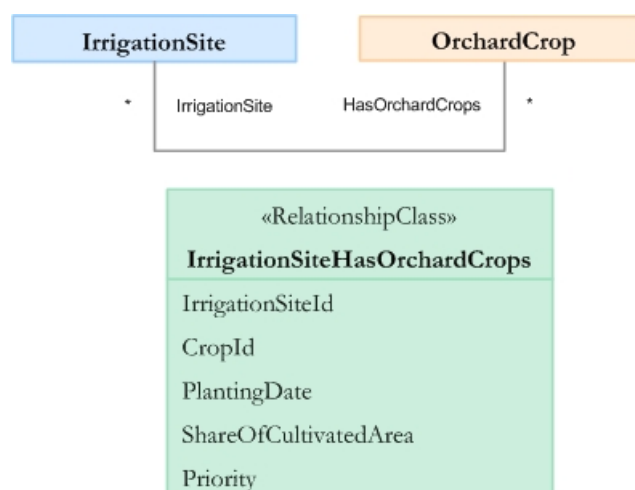 IrrigationSite OrchardCrop
* IrrigationSite HasOrchardCrops *
«RelationshipClass»
IrrigationSiteHasOrchardCrops
IrrigationSiteId
CropId
PlantingDate
ShareOfCultivatedArea
Priority